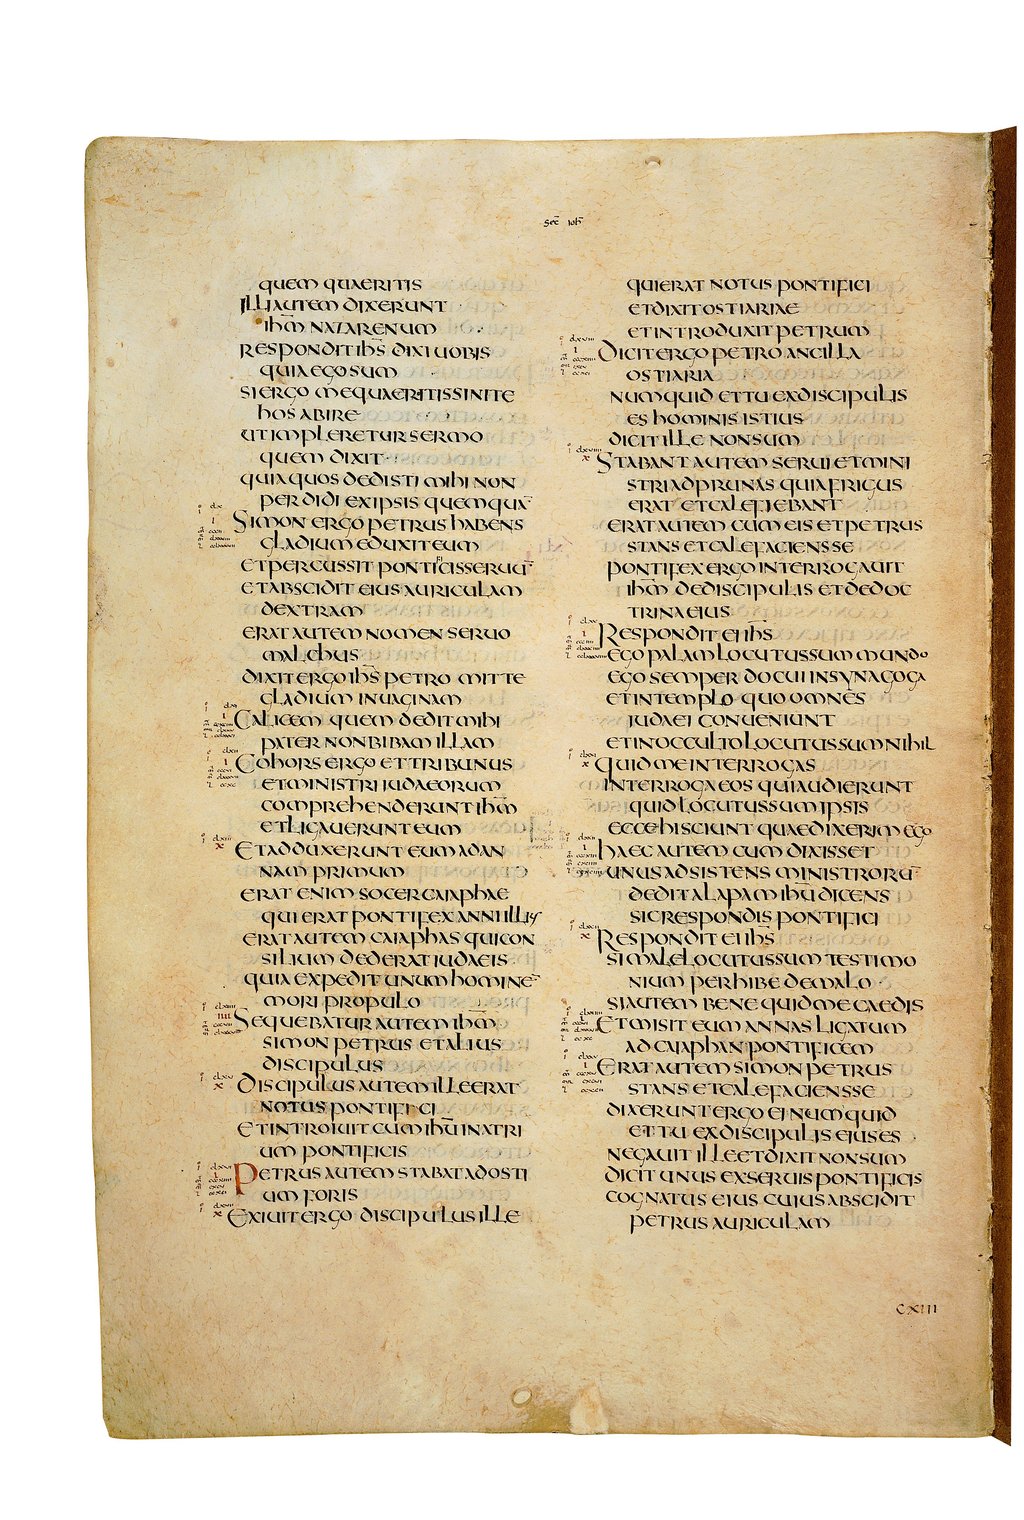 sec̄ ioh̄
quem quaeritis
illi autem dixerunt
ihm̄ nazarenum
respondit ihs̄ dixi uobis
quia ego sum
si ergo me quaeritis sinite
hos abire
ut impleretur sermo
quem dixit
quia quos dedisti mihi non
perdidi ex ipsis quemquā
Simon ergo petrus habens
gladium eduxit eum
et percussit pontificis seruū
et abscidit eius auriculam
dextram
erat autem nomen seruo
malchus
dixit ergo ihs̄ petro mitte
gladium in uaginam
Calicem quem dedit mihi
pater non bibam illam
Cohors ergo et tribunus
et ministri iudaeorum
comprehenderunt ihm̄
et ligauerunt eum
Et adduxerunt eum ad an
nam primum
erat enim socer caiaphae
qui erat pontifex anni illis
erat autem caiaphas qui con
silium dederat iudaeis
quia expedit unum hominē
mori pro populo
Sequebatur autem ihm̄
simon petrus et alius
discipulus
Discipulus autem ille erat
notus pontifici
et introiuit cum ihū in atri
um pontificis
Petrus autem stabat ad osti
um foris
Exiuit ergo discipulus ille
qui erat notus pontifici
et dixit ostiariae
et introduxit petrum
Dicit ergo petro ancilla
ostiaria
numquid et tu ex discipulis
es hominis istius
dicit ille non sum
Stabant autem serui et mini
stri ad prunas quia frigus
erat et calefiebant
erat autem cum eis et petrus
stans et calefaciens se
pontifex ergo interrogauit
ihm̄ de discipulis et de doc
trina eius
Respondit ei ihs̄
ego palam locutus sum mundo
ego semper docui in synagoga
et in templo quo omnes
iudaei conueniunt
et in occulto locutus sum nihil
quid me interrogas
interroga eos qui audierunt
quid locutus sum ipsis
ecce hi sciunt quae dixerim ego
haec autem cum dixisset
unus adsistens ministrorū
dedit alapam ihū dicens
sic respondis pontifici
Respondit ei ihs̄
si male locutus sum testimo
nium perhibe de malo
si autem bene quid me caedis
Et misit eum annas ligatum
ad caiaphan pontificem
Erat autem simon petrus
stans et calefaciens se
dixerunt ergo ei numquid
et tu ex discipulis eius es
negauit ille et dixit non sum
dicit unus ex seruis pontificis
cognatus eius cuius abscidit
petrus auriculam
CXIII